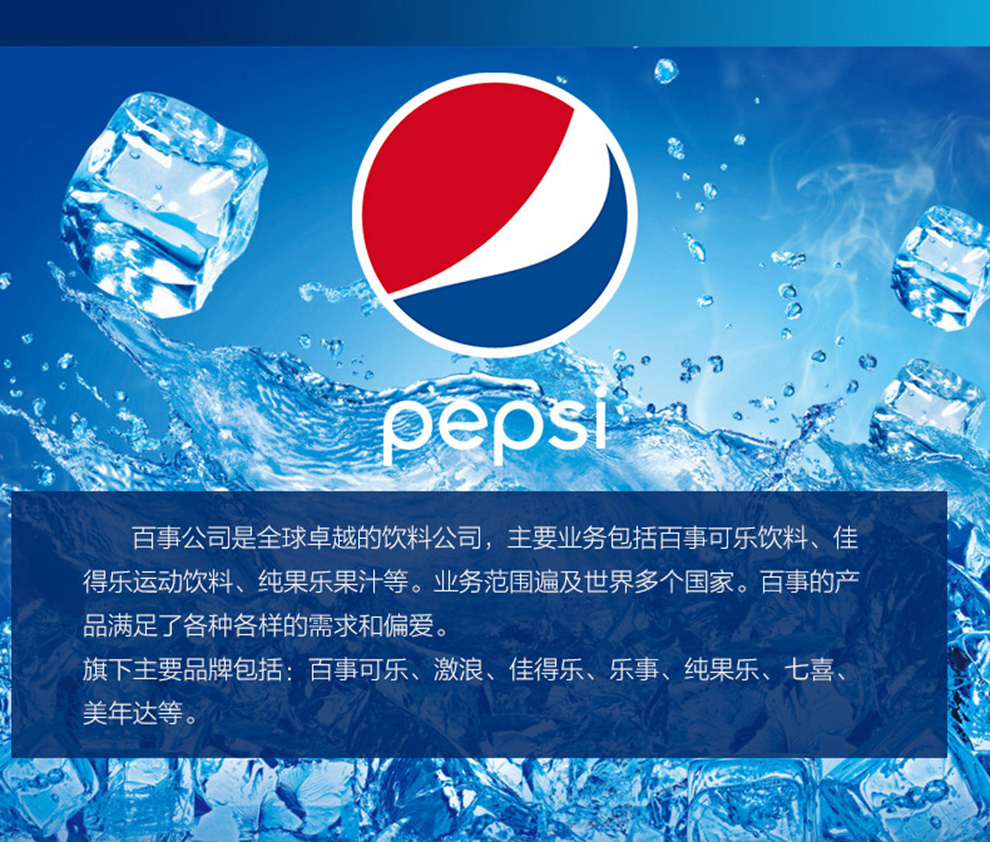 pepsi
百事公司是全球卓越的饮料公司，主要业务包括百事可乐饮料、佳
得乐运动饮料、纯果乐果汁等。业务范围遍及世界多个国家。百事的产
品满足了各种各样的需求和偏爱。
旗下主要品牌包括：百事可乐、激浪、佳得乐、乐事、纯果乐、七喜、
美年达等。